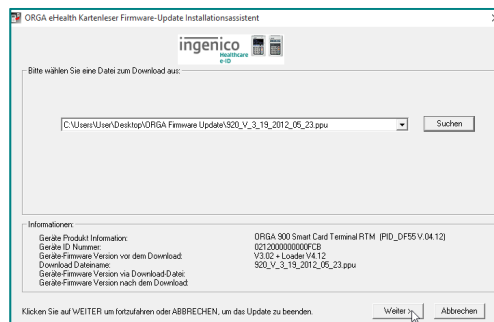 ORGA eHealth Kartenleser Firmware-Update Installationsassistent
ingenico
Healthcare
e-ID
Bitte wählen Sie eine Datei zum Download aus:
C:\Users\User\Desktop\ORGA Firmware Update\920_V_3_19_2012_05_23.ppu
Suchen
Informationen:
Geräte Produkt Information: ORGA 900 Smart Card Terminal RTM (PID_DF55 V.04.12)
Geräte ID Nummer: 0212000000000FCB
Geräte-Firmware Version vor dem Download: V3.02 + Loader V4.12
Download Dateiname: 920_V_3_19_2012_05_23.ppu
Geräte-Firmware Version via Download-Datei:
Geräte-Firmware Version nach dem Download:
Klicken Sie auf WEITER um fortzufahren oder ABBRECHEN, um das Update zu beenden.
Weiter >
Abbrechen